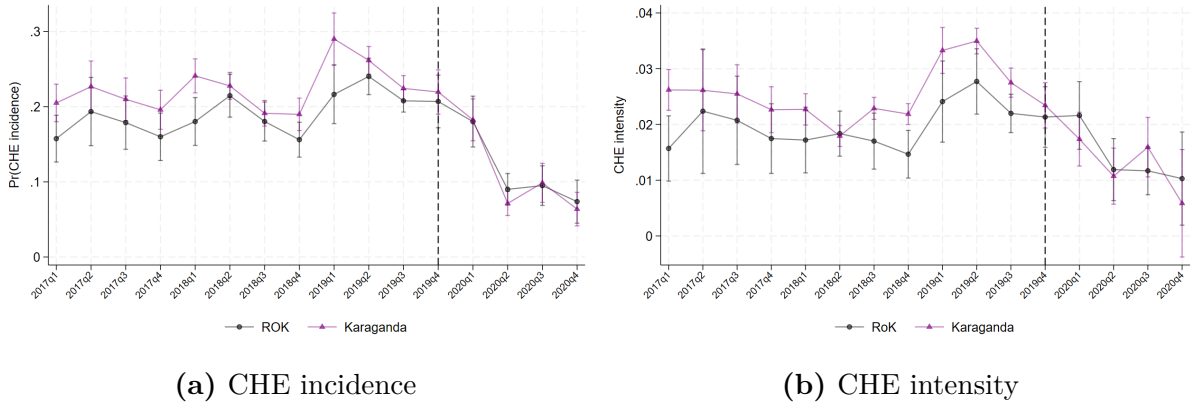 Pr(CHE incidence)
.3
.2
.1
0
2017q1 2017q2 2017q3 2017q4 2018q1 2018q2 2018q3 2018q4 2019q1 2019q2 2019q3 2019q4 2020q1 2020q2 2020q3 2020q4
ROK Karaganda
(a) CHE incidence
CHE intensity
.04
.03
.02
.01
0
2017q1 2017q2 2017q3 2017q4 2018q1 2018q2 2018q3 2018q4 2019q1 2019q2 2019q3 2019q4 2020q1 2020q2 2020q3 2020q4
RoK Karaganda
(b) CHE intensity